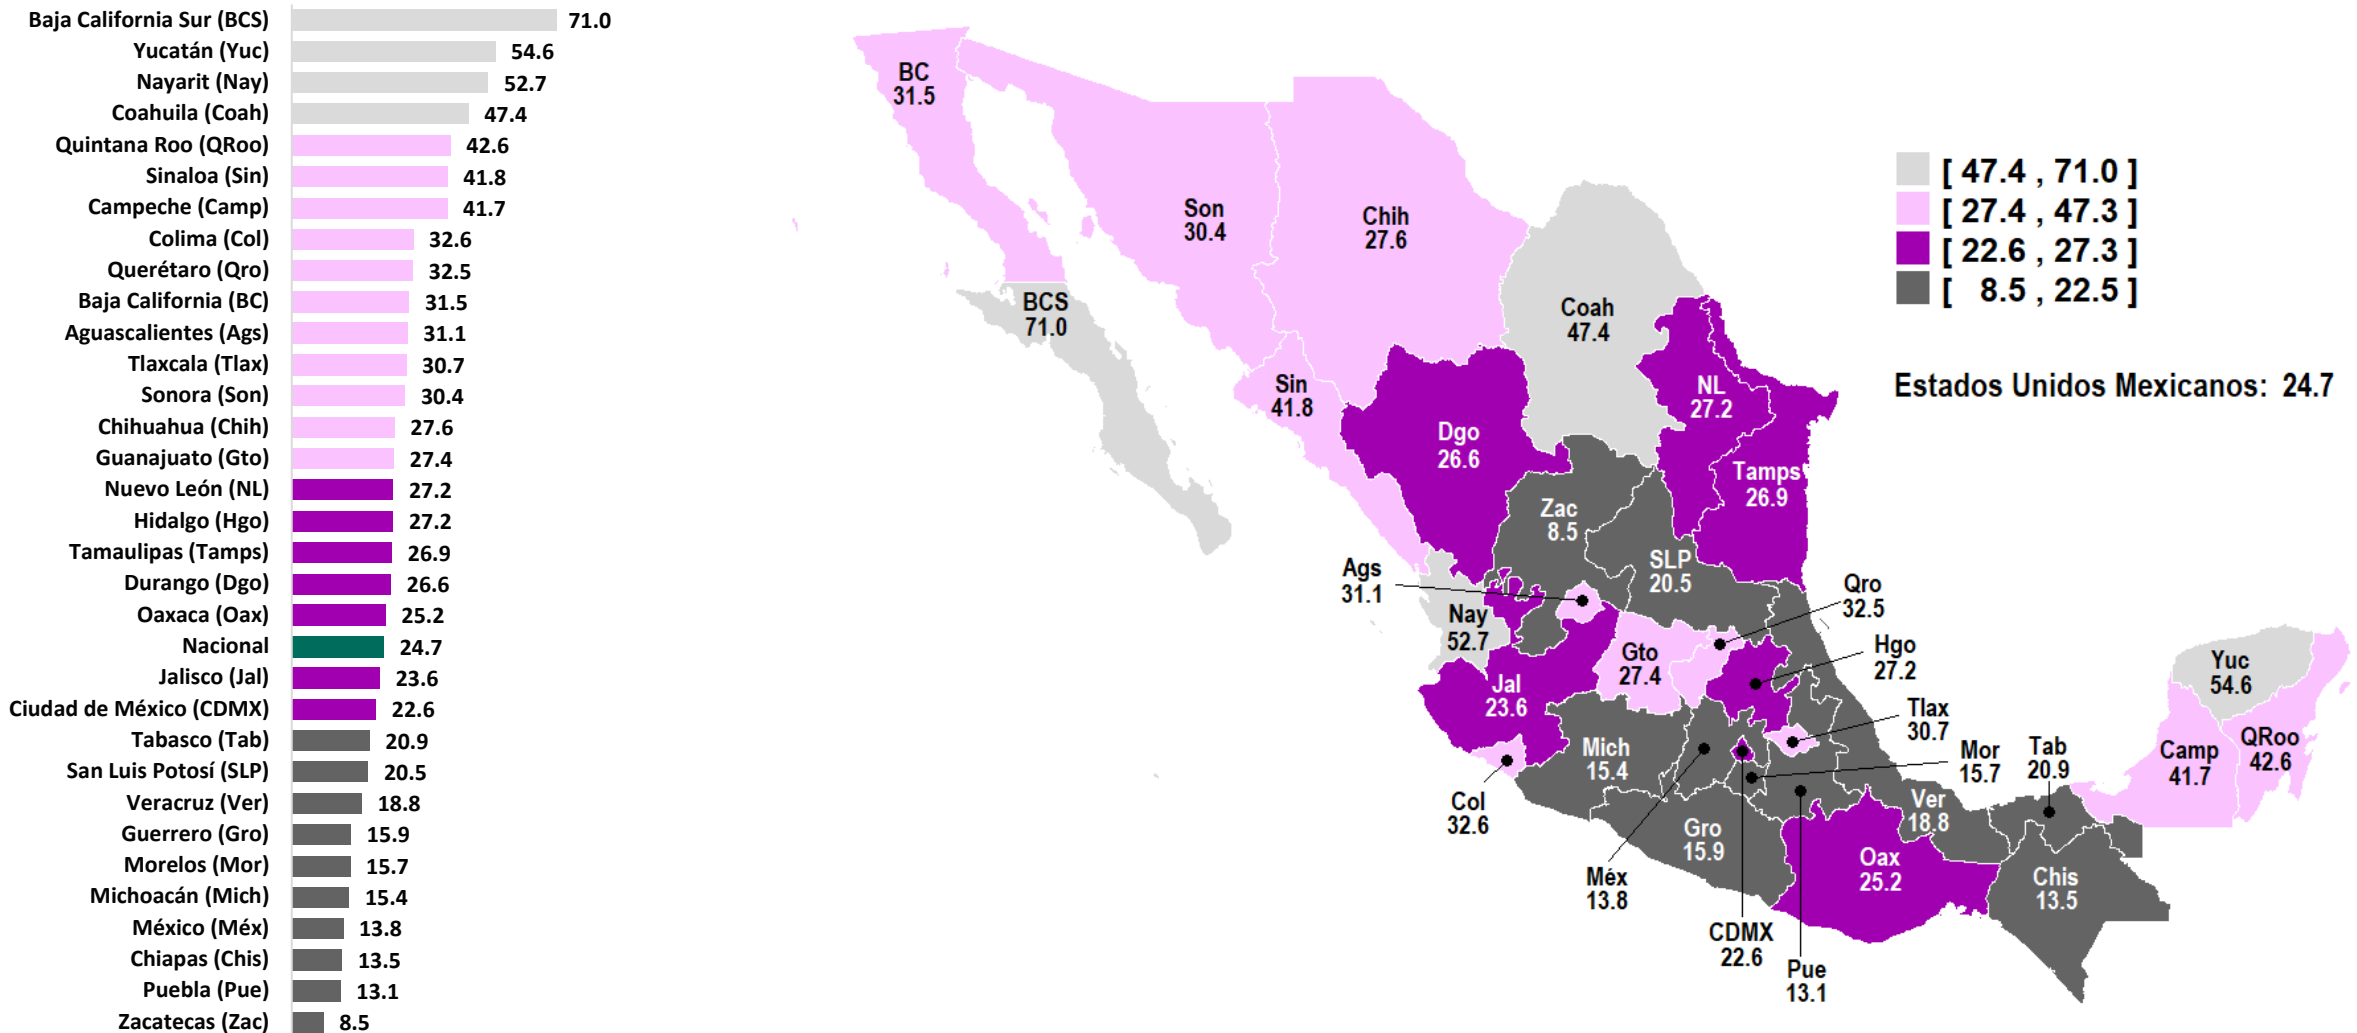 Baja California Sur (BCS) 71.0
Yucatán (Yuc) 54.6
Nayarit (Nay) 52.7
Coahuila (Coah) 47.4
Quintana Roo (QRoo) 42.6
Sinaloa (Sin) 41.8
Campeche (Camp) 41.7
Colima (Col) 32.6
Querétaro (Qro) 32.5
Baja California (BC) 31.5
Aguascalientes (Ags) 31.1
Tlaxcala (Tlax) 30.7
Sonora (Son) 30.4
Chihuahua (Chih) 27.6
Guanajuato (Gto) 27.4
Nuevo León (NL) 27.2
Hidalgo (Hgo) 27.2
Tamaulipas (Tamps) 26.9
Durango (Dgo) 26.6
Oaxaca (Oax) 25.2
Nacional 24.7
Jalisco (Jal) 23.6
Ciudad de México (CDMX) 22.6
Tabasco (Tab) 20.9
San Luis Potosí (SLP) 20.5
Veracruz (Ver) 18.8
Guerrero (Gro) 15.9
Morelos (Mor) 15.7
Michoacán (Mich) 15.4
México (Méx) 13.8
Chiapas (Chis) 13.5
Puebla (Pue) 13.1
Zacatecas (Zac) 8.5
BC
31.5
Son
30.4
Chih
27.6
BCS
71.0
Coah
47.4
Sin
41.8
NL
27.2
Dgo
26.6
Tamps
26.9
Zac
8.5
SLP
20.5
Ags
31.1
Nay
52.7
Qro
32.5
Gto
27.4
Hgo
27.2
Jal
23.6
Yuc
54.6
Tlax
30.7
Mich
15.4
Mor
15.7
Tab
20.9
Camp
41.7
QRoo
42.6
Col
32.6
Ver
18.8
Gro
15.9
Oax
25.2
Méx
13.8
Chis
13.5
CDMX
22.6
Pue
13.1
[ 47.4 , 71.0 ]
[ 27.4 , 47.3 ]
[ 22.6 , 27.3 ]
[ 8.5 , 22.5 ]
Estados Unidos Mexicanos: 24.7